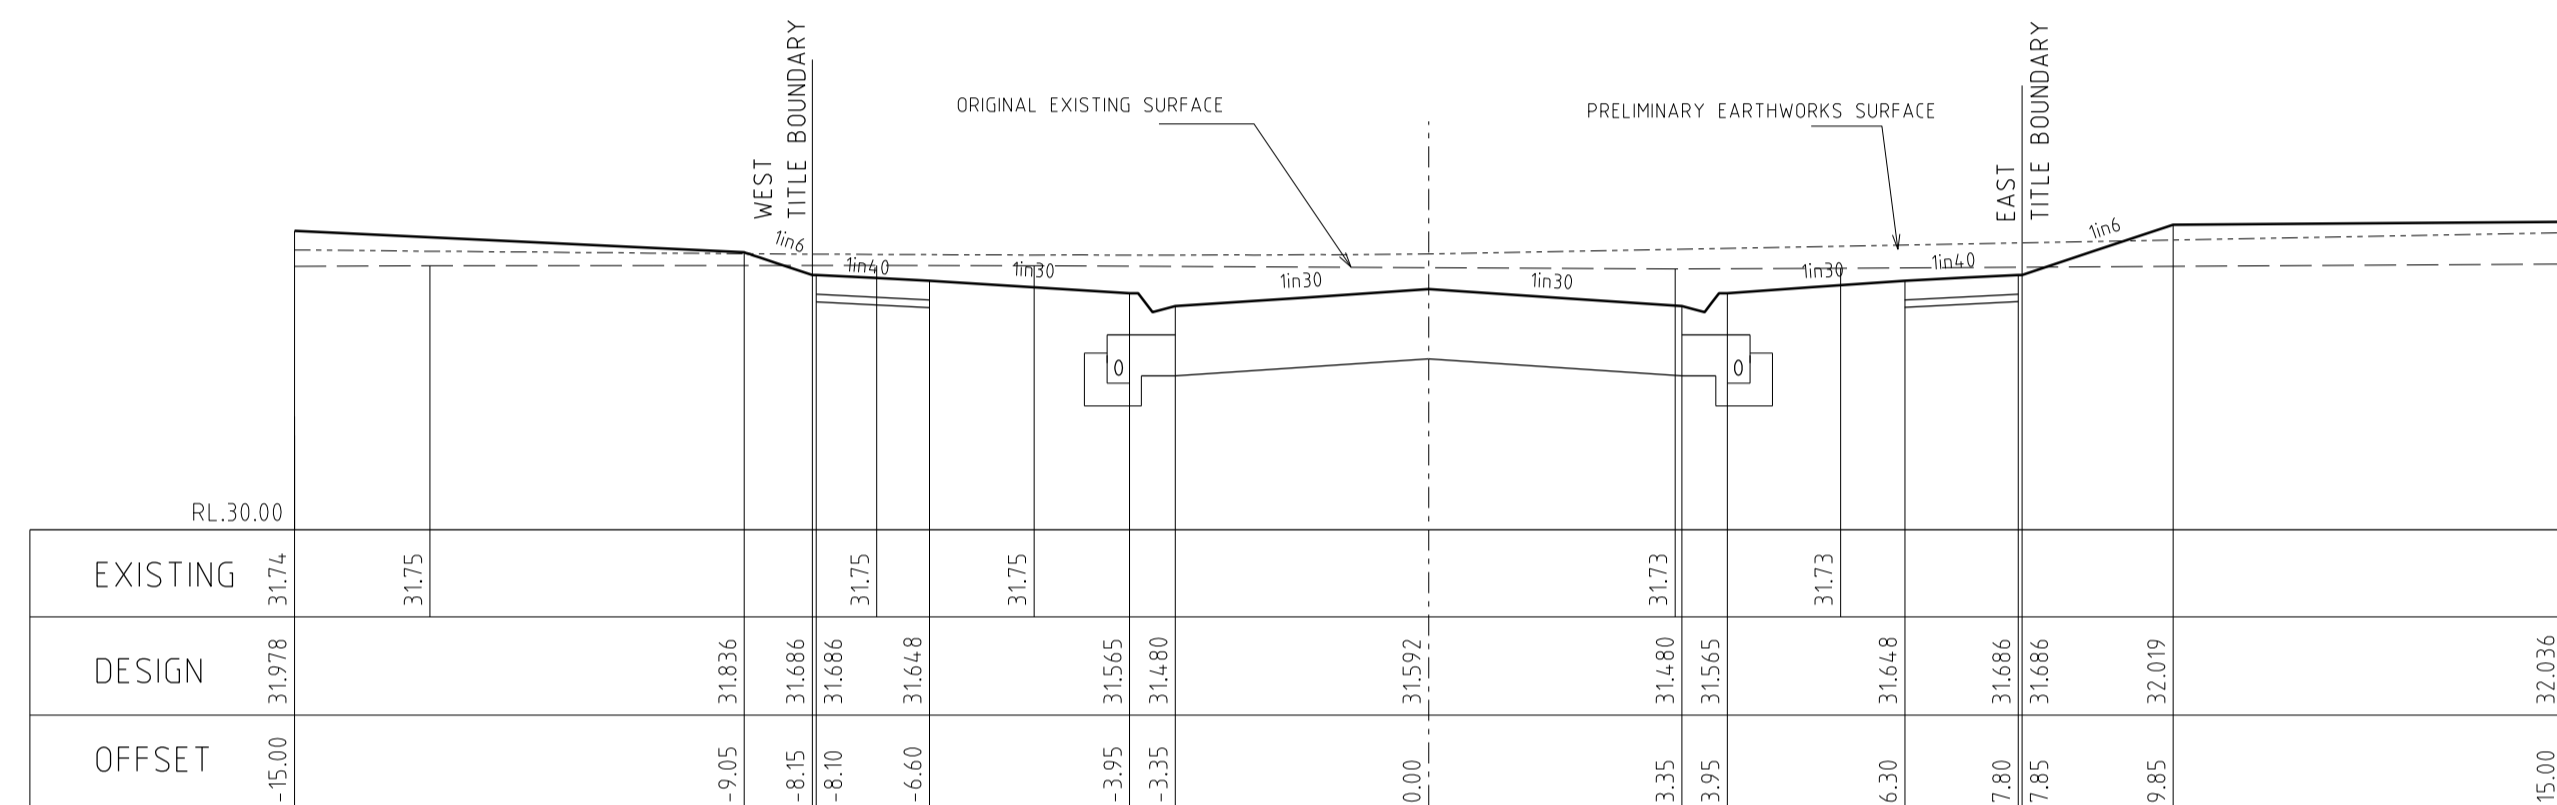 WEST
TITLE BOUNDARY
ORIGINAL EXISTING SURFACE
PRELIMINARY EARTHWORKS SURFACE
EAST
TITLE BOUNDARY
1in6
1in40
1in30
1in30
1in30
1in30
1in40
1in6
0
0
RL.30.00
EXISTING
31.74
31.75
31.75
31.75
31.73
31.73
DESIGN
31.978
31.836
31.686
31.686
31.648
31.565
31.480
31.592
31.480
31.565
31.648
31.686
31.686
32.019
32.036
OFFSET
-15.00
-9.05
-8.15
-8.10
-6.60
-3.95
-3.35
0.00
3.35
3.95
6.30
7.80
7.85
9.85
15.00